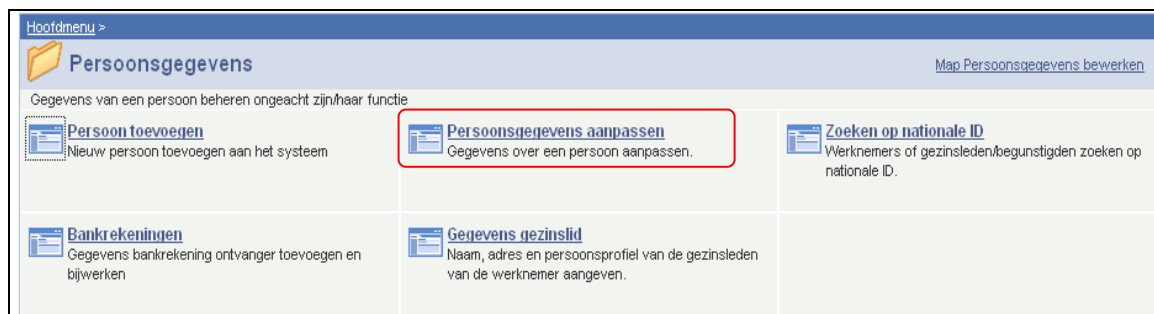 Hoofdmenu >
Persoonsgegevens
Map Persoonsgegevens bewerken
Gegevens van een persoon beheren ongeacht zijn/haar functie
Persoon toevoegen
Nieuw persoon toevoegen aan het systeem
Persoonsgegevens aanpassen
Gegevens over een persoon aanpassen.
Zoeken op nationale ID
Werknemers of gezinsleden/begunstigden zoeken op
nationale ID.
Bankrekeningen
Gegevens bankrekening ontvanger toevoegen en
bijwerken
Gegevens gezinslid
Naam, adres en persoonsprofiel van de gezinsleden
van de werknemer aangeven.